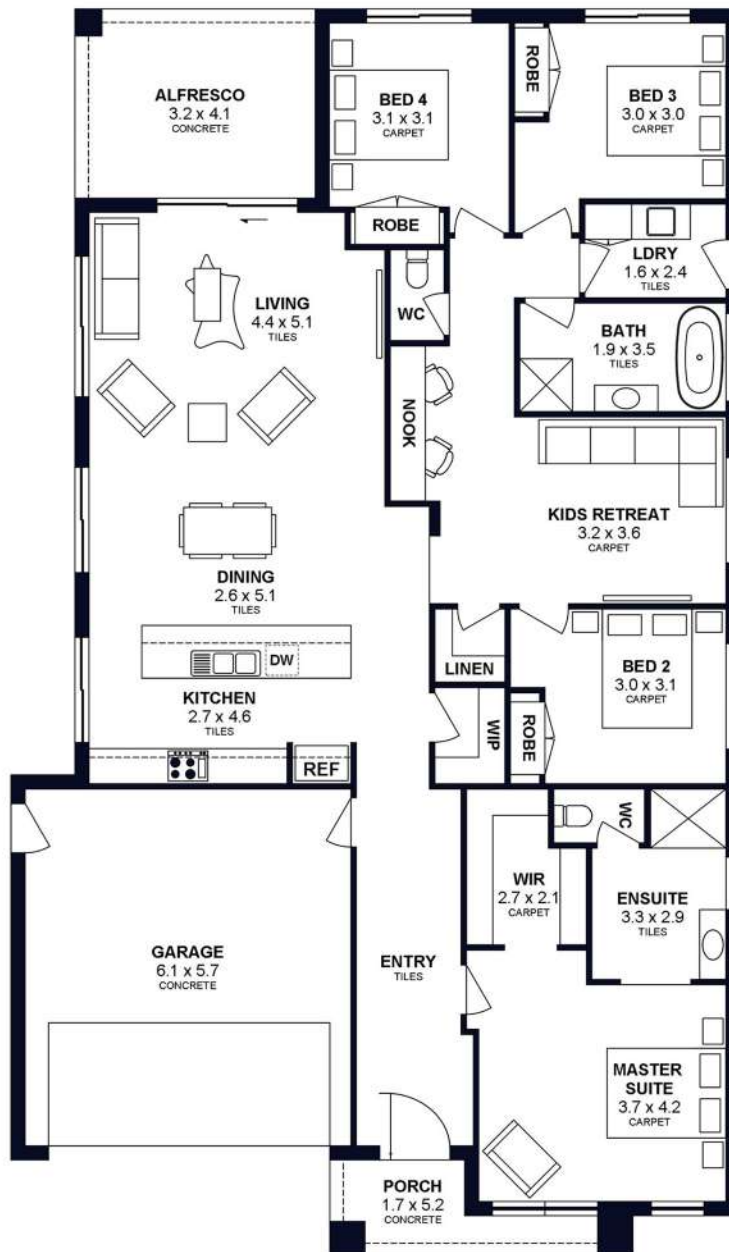 ALFRESCO
3.2 x 4.1
CONCRETE
BED 4
3.1 x 3.1
CARPET
ROBE
BED 3
3.0 x 3.0
CARPET
ROBE
LDRY
1.6 x 2.4
TILES
LIVING
4.4 x 5.1
TILES
WC
BATH
1.9 x 3.5
TILES
NOOK
KIDS RETREAT
3.2 x 3.6
CARPET
DINING
2.6 x 5.1
TILES
DW
LINEN
BED 2
3.0 x 3.1
CARPET
KITCHEN
2.7 x 4.6
TILES
WIP
ROBE
REF
WC
WIR
2.7 x 2.1
CARPET
ENSUITE
3.3 x 2.9
TILES
GARAGE
6.1 x 5.7
CONCRETE
ENTRY
TILES
MASTER
SUITE
3.7 x 4.2
CARPET
PORCH
1.7 x 5.2
CONCRETE